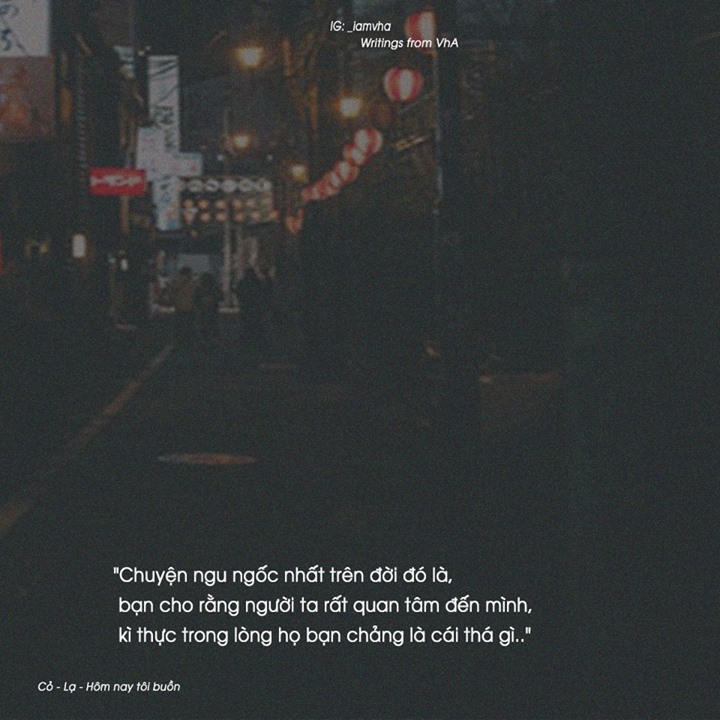 IG: _iamvha
Writings from VhA
"Chuyện ngu ngốc nhất trên đời đó là,
bạn cho rằng người ta rất quan tâm đến mình,
kì thực trong lòng họ bạn chẳng là cái thá gì.."
Cỏ - Lạ - Hôm nay tôi buồn